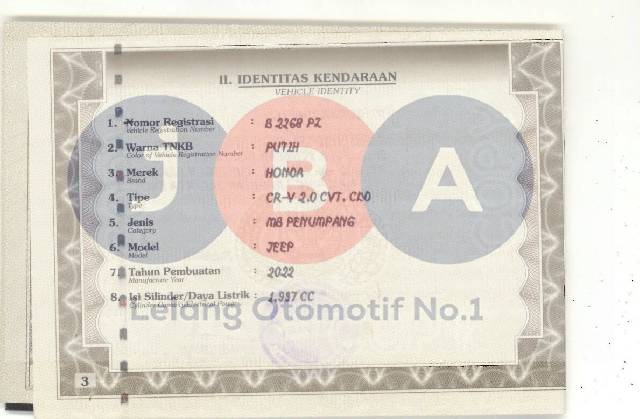 II. IDENTITAS KENDARAAN
VEHICLE IDENTITY
1. Nomor Registrasi : B 2268 PZ
Vehicle Registration Number
2. Warna TNKB : PUTIH
Color of Vehicle Registration Number
3. Merek : HONDA
Brand
4. Tipe : CR-V 2.0 CVT. CKD
Type
5. Jenis : MB PENUMPANG
Category
6. Model : JEEP
Model
7. Tahun Pembuatan : 2022
Manufacture Year
8. Isi Silinder/Daya Listrik : 1.997 CC
J B A
Lelang Otomotif No.1
3